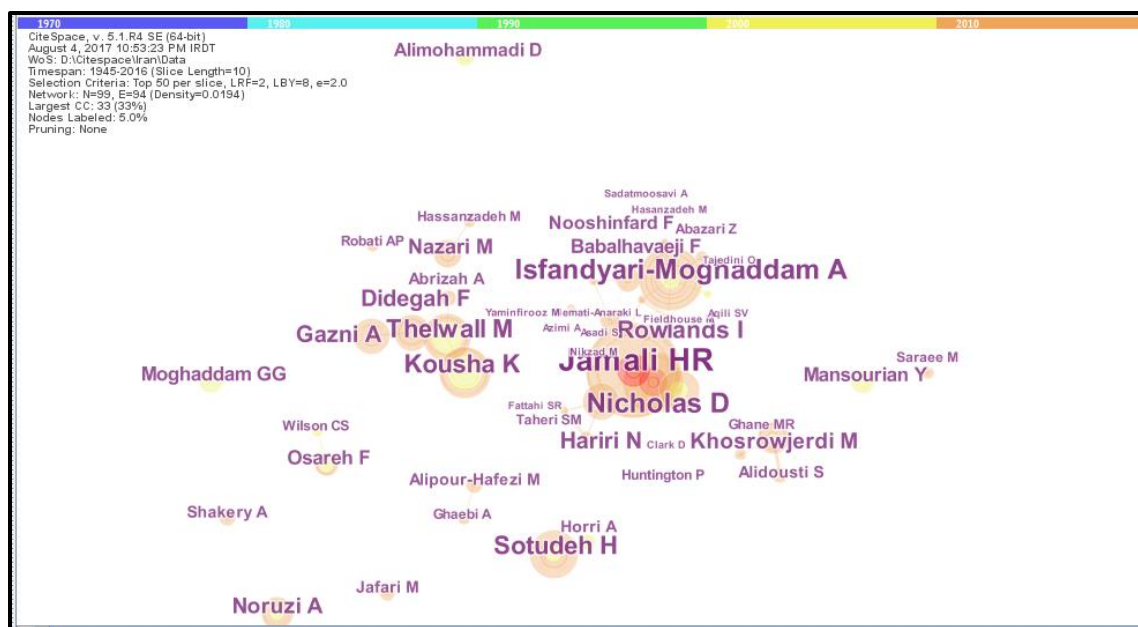 1970 1980 1990 2000 2010
CiteSpace, v. 5.1.R4 SE (64-bit)
August 4, 2017 10:53:23 PM IRDT
WoS: D:\Citespace\Iran\Data
Timespan: 1945-2016 (Slice Length=10)
Selection Criteria: Top 50 per slice, LRF=2, LBY=8, e=2.0
Network: N=99, E=94 (Density=0.0194)
Largest CC: 33 (33%)
Nodes Labeled: 5.0%
Pruning: None
Alimohammadi D
Sadatmoosavi A
Hasanzadeh M
Hassanzadeh M
Nooshinfard F
Abazari Z
Robati AP
Nazari M
Babalhavaeji F
Tajedini O
Isfandyari-Moghaddam A
Abrizah A
Didegah F
Yaminfirooz M
emati-Anaraki L
Fieldhouse M
Aqili SV
Gazni A
Thelwall M
Azimi A
Asadi S
Rowlands I
Nikzad M
Jamali HR
Kousha K
Saraee M
Moghaddam GG
Mansourian Y
Nicholas D
Fattahi SR
Taheri SM
Ghane MR
Wilson CS
Hariri N
Clark D
Khosrowjerdi M
Osareh F
Alipour-Hafezi M
Huntington P
Alidousti S
Shakery A
Ghaebi A
Horri A
Sotudeh H
Jafari M
Noruzi A